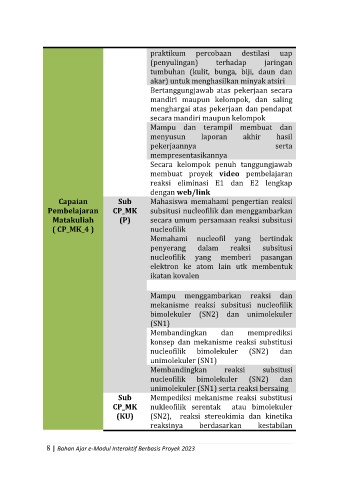 praktikum percobaan destilasi uap
(penyulingan) terhadap jaringan
tumbuhan (kulit, bunga, biji, daun dan
akar) untuk menghasilkan minyak atsiri
Bertanggungjawab atas pekerjaan secara
mandiri maupun kelompok, dan saling
menghargai atas pekerjaan dan pendapat
secara mandiri maupun kelompok
Mampu dan terampil membuat dan
menyusun laporan akhir hasil
pekerjaannya serta
mempresentasikannya
Secara kelompok penuh tanggungjawab
membuat proyek video pembelajaran
reaksi eliminasi E1 dan E2 lengkap
dengan web/link
Capaian
Pembelajaran
Matakuliah
( CP_MK_4 )
Sub
CP_MK
(P)
Mahasiswa memahami pengertian reaksi
subsitusi nucleofilik dan menggambarkan
secara umum persamaan reaksi subsitusi
nucleofilik
Memahami nucleofil yang bertindak
penyerang dalam reaksi subsitusi
nucleofilik yang memberi pasangan
elektron ke atom lain utk membentuk
ikatan kovalen
Mampu menggambarkan reaksi dan
mekanisme reaksi subsitusi nucleofilik
bimolekuler (SN2) dan unimolekuler
(SN1)
Membandingkan dan memprediksi
konsep dan mekanisme reaksi substitusi
nucleofilik bimolekuler (SN2) dan
unimolekuler (SN1)
Membandingkan reaksi subsitusi
nucleofilik bimolekuler (SN2) dan
unimolekuler (SN1) serta reaksi bersaing
Sub
CP_MK
(KU)
Mempediksi mekanisme reaksi substitusi
nukleofilik serentak atau bimolekuler
(SN2), reaksi stereokimia dan kinetika
reaksinya berdasarkan kestabilan
8 | Bahan Ajar e-Modul Interaktif Berbasis Proyek 2023